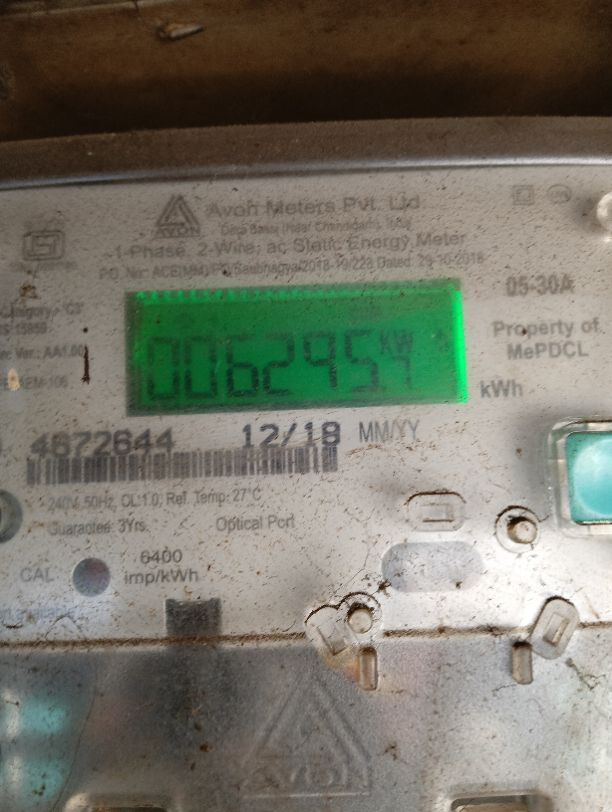 Avon Meters Pvt. Ltd
AVON
1-Phase, 2-Wire, ac Static Energy Meter
05-30A
Property of
MePDCL
KW
006295.7
kWh
4672644 12/18 MM/YY
240V, 50Hz, CL:1.0, Ref. Temp: 27°C
Guarantee: 3Yrs. Optical Port
CAL 6400
imp/kWh
AVON